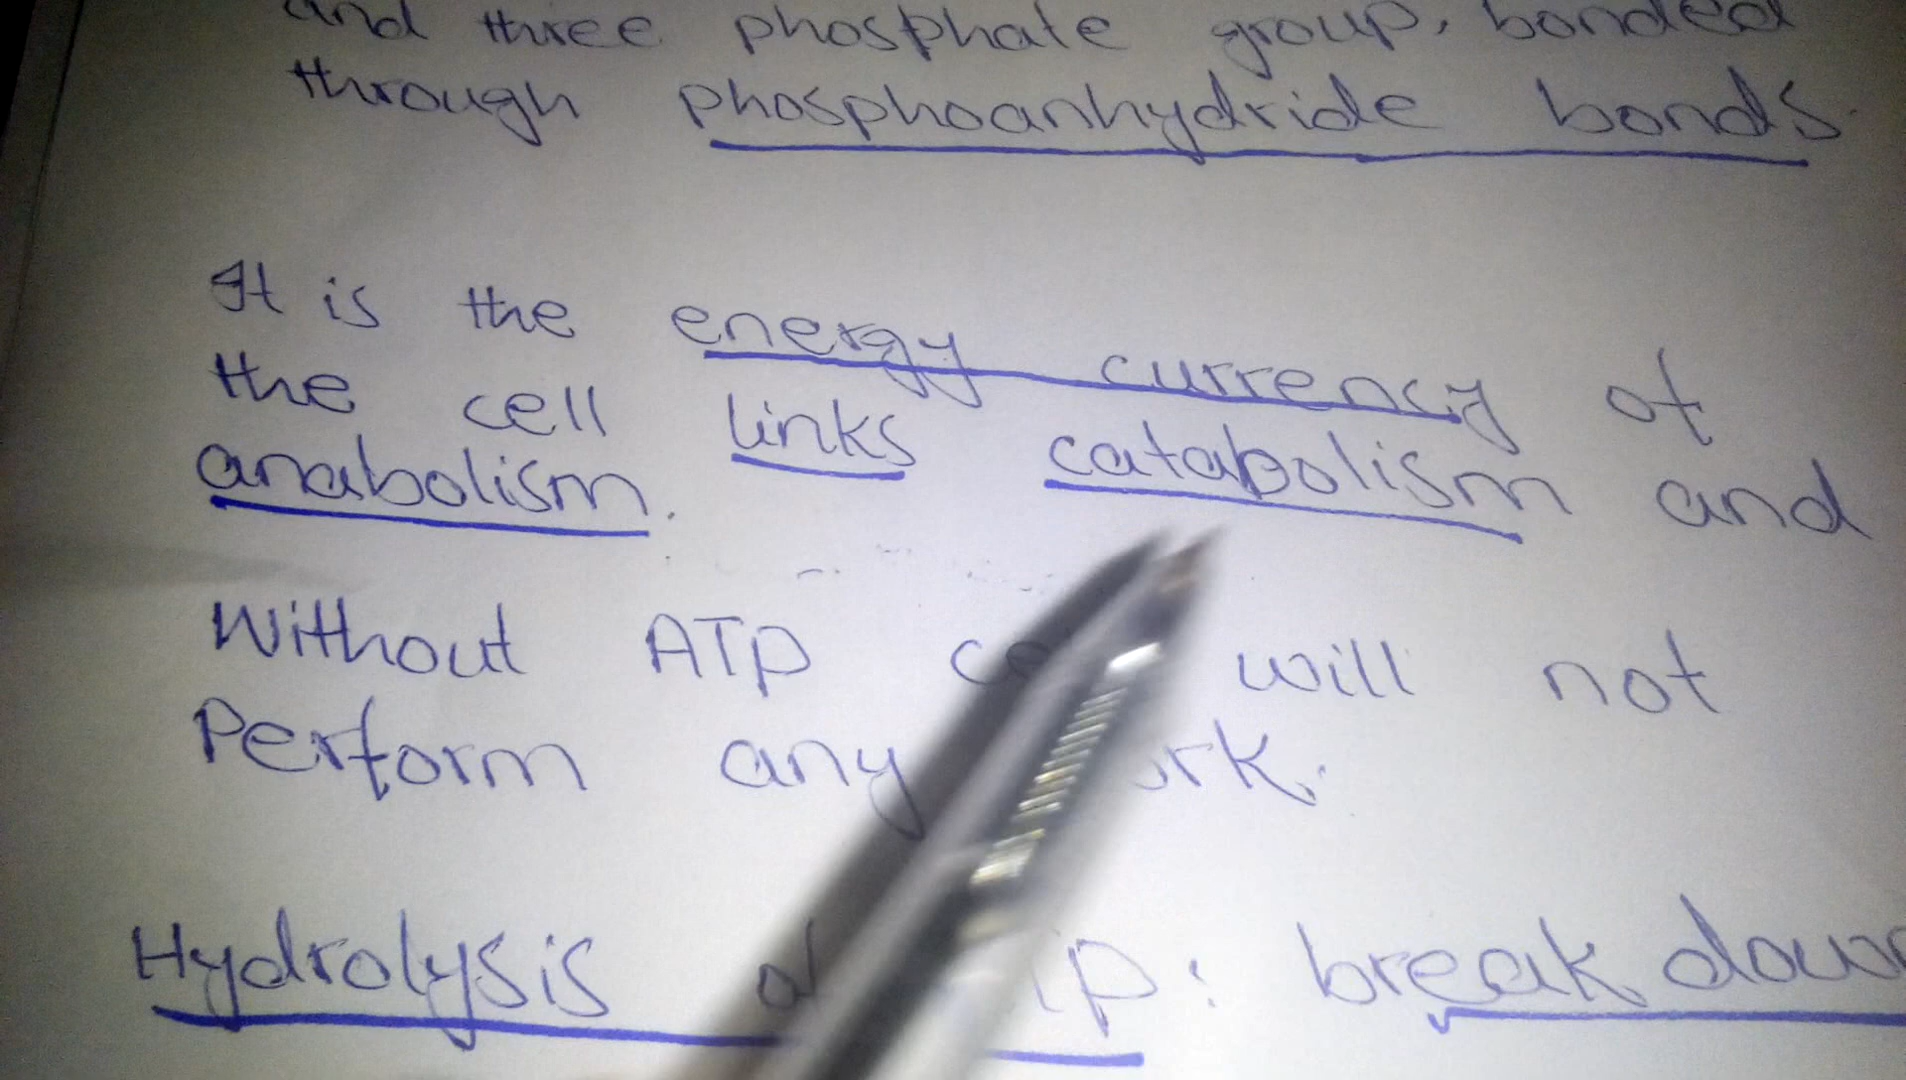 and three phosphate group, bonded
through phosphoanhydride bonds.
It is the energy currency of
the cell links catabolism and
anabolism.
Without ATP will not
Perform any
Hydrolysis : break down